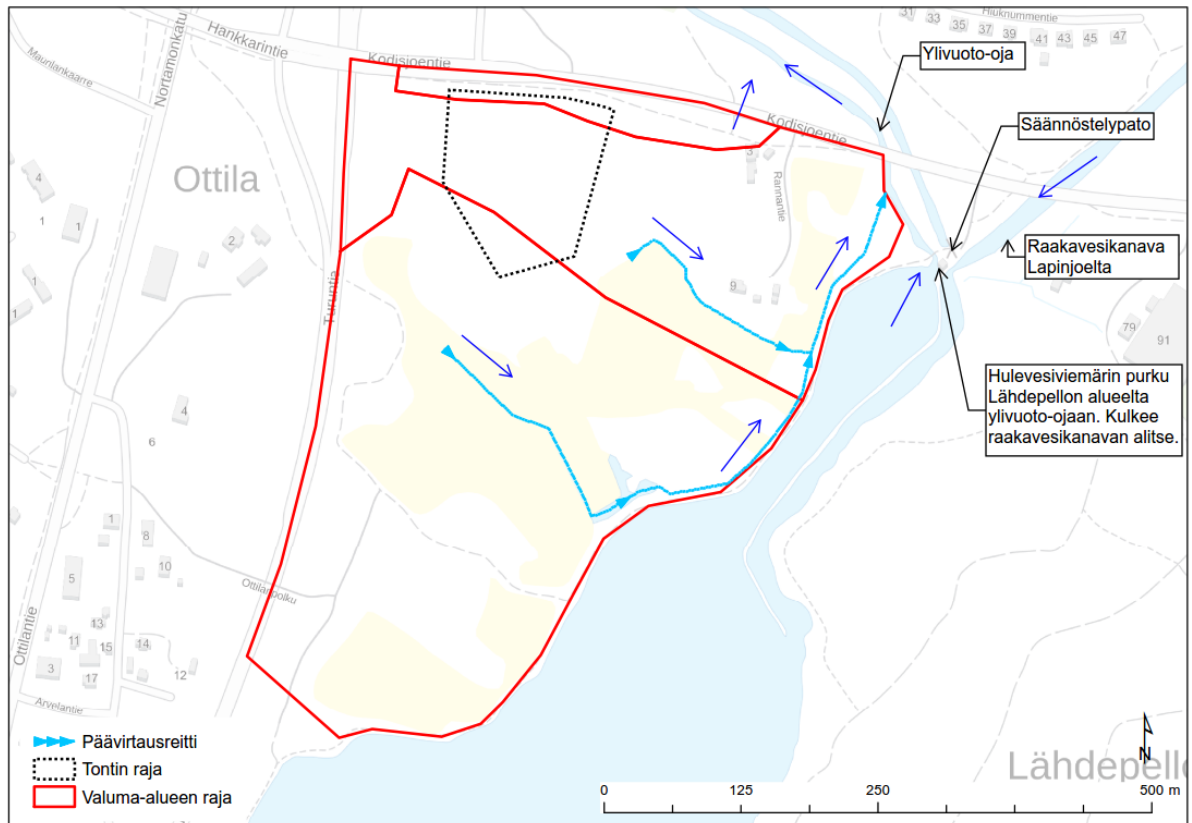 Hankkarintie
Kodisjoentie
Maunlankaarre
Nortamonkatu
Hiuknummentie
31
33
35
37
39
41
43
45
47
Ylivuoto-oja
Kodisjoentie
Säännöstelypato
Ottila
4
1
1
2
1
1
5
Rannantie
9
Raakavesikanava
Lapinjoelta
Turuntie
79
91
Hulevesiviemärin purku
Lähdepellon alueelta
ylivuoto-ojaan. Kulkee
raakavesikanavan alitse.
4
6
1
8
10
5
Ottilanpolku
13
11
15
14
3
17
12
Ottilantie
Arvelantie
Päävirtausreitti
Tontin raja
Valuma-alueen raja
N
Lähdepello
0
125
250
500 m